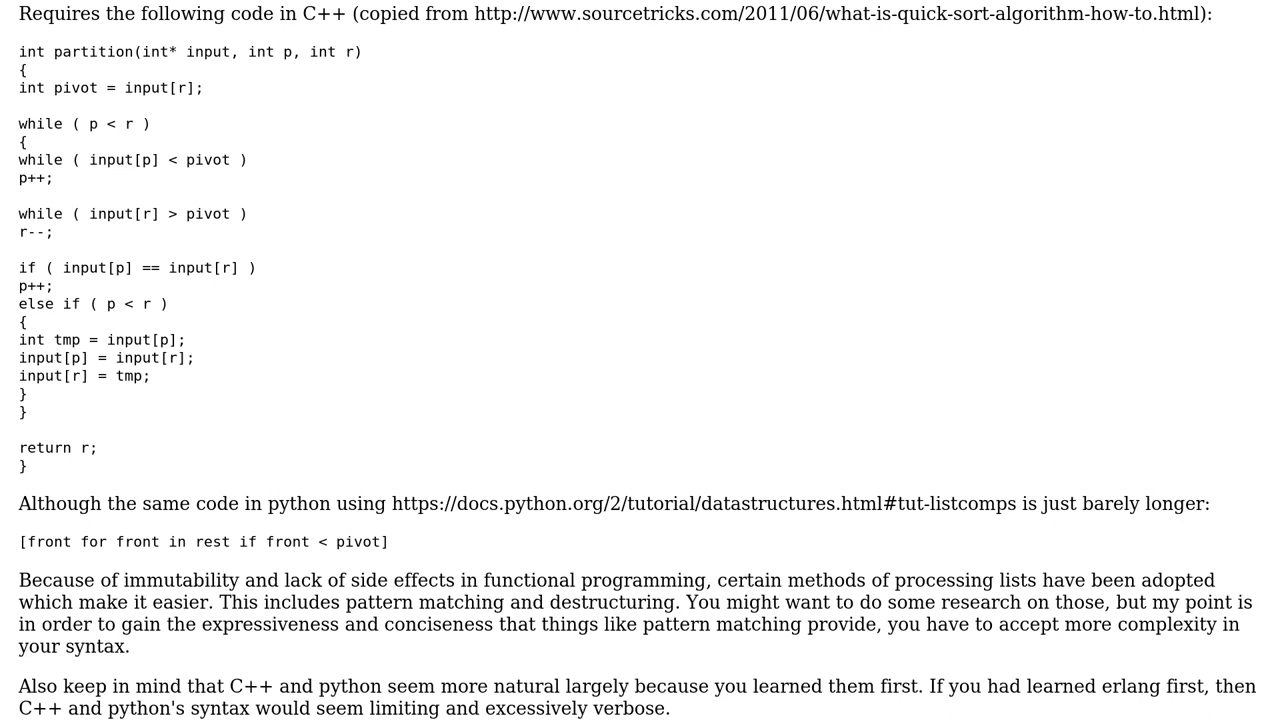 Requires the following code in C++ (copied from http://www.sourcetricks.com/2011/06/what-is-quick-sort-algorithm-how-to.html):
int partition(int* input, int p, int r)
{
int pivot = input[r];
while ( p < r )
{
while ( input[p] < pivot )
p++;
while ( input[r] > pivot )
r--;
if ( input[p] == input[r] )
p++;
else if ( p < r )
{
int tmp = input[p];
input[p] = input[r];
input[r] = tmp;
}
}
return r;
}
Although the same code in python using https://docs.python.org/2/tutorial/datastructures.html#tut-listcomps is just barely longer:
[front for front in rest if front < pivot]
Because of immutability and lack of side effects in functional programming, certain methods of processing lists have been adopted
which make it easier. This includes pattern matching and destructuring. You might want to do some research on those, but my point is
in order to gain the expressiveness and conciseness that things like pattern matching provide, you have to accept more complexity in
your syntax.
Also keep in mind that C++ and python seem more natural largely because you learned them first. If you had learned erlang first, then
C++ and python's syntax would seem limiting and excessively verbose.